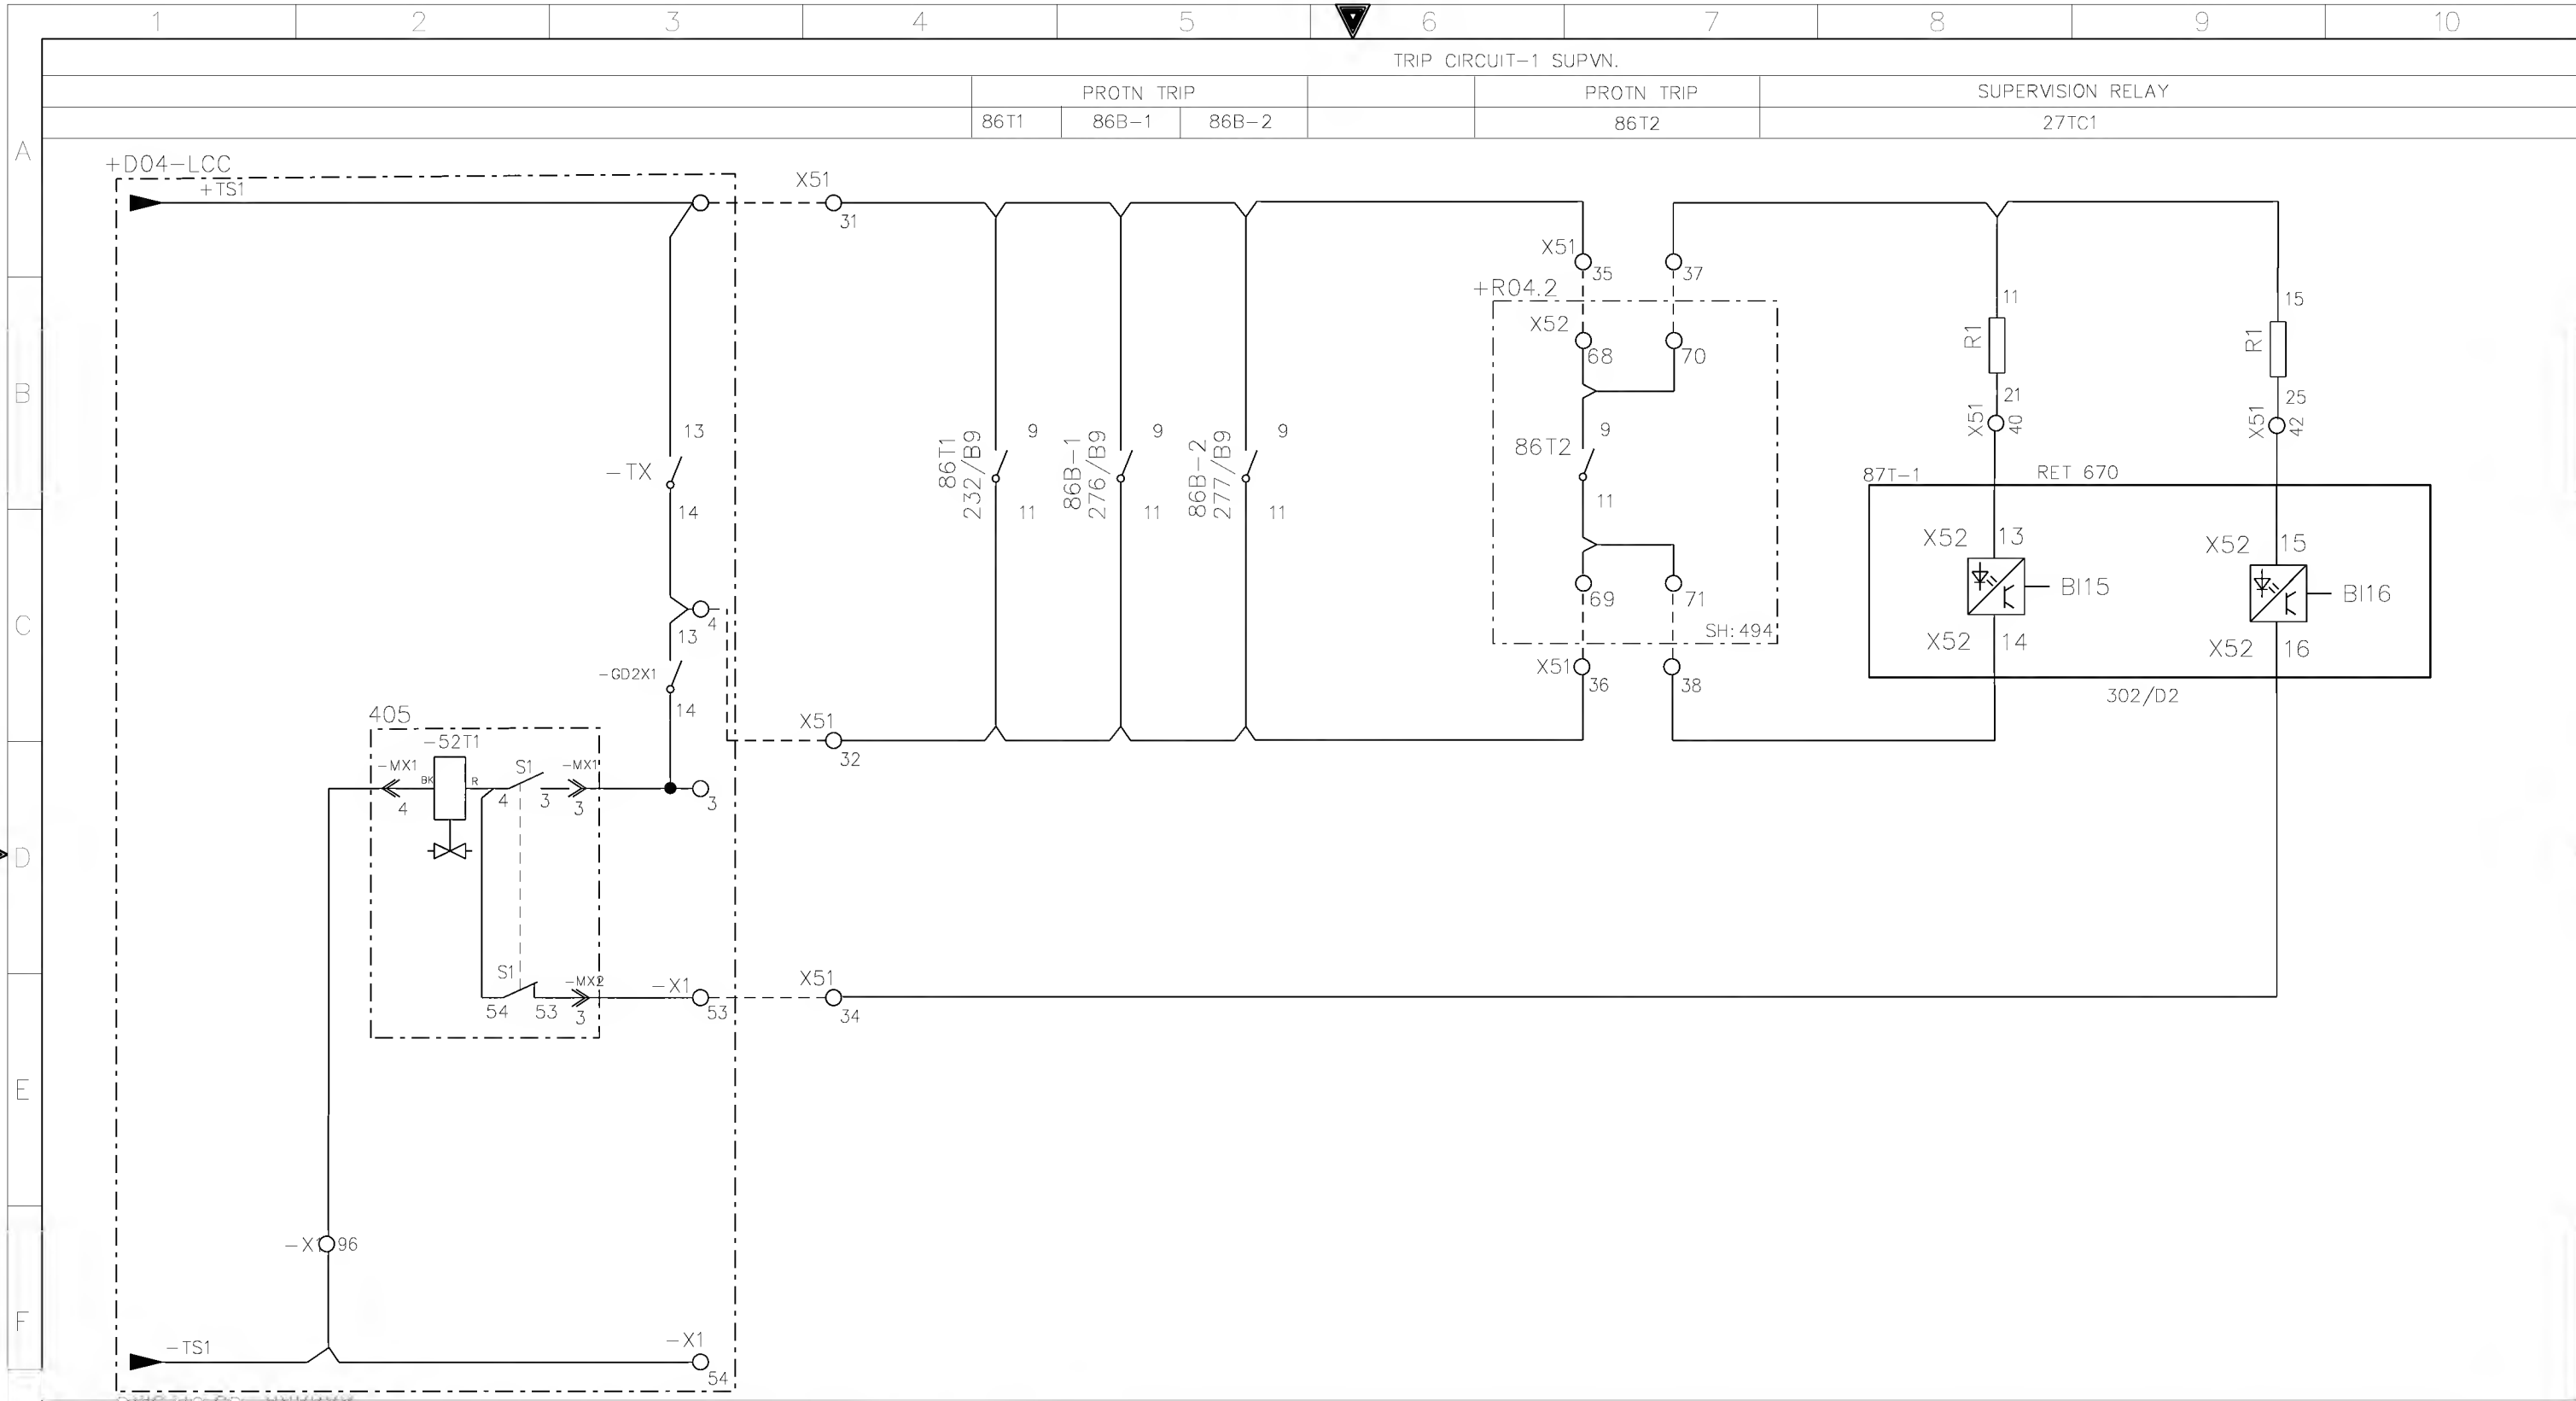 1 2 3 4 5 6 7 8 9 10
TRIP CIRCUIT-1 SUPVN.
PROTN TRIP PROTN TRIP SUPERVISION RELAY
86T1 86B-1 86B-2 86T2 27TC1
A
B
C
D
E
F
+D04-LCC
+TS1
X51
31
13
-TX
14
4
13
-GD2X1
14
405
-52T1
-MX1
BK
R
S1
-MX1
4
4
3
3
3
S1
-MX2
54
53
3
-X1
53
-X1
96
-TS1
-X1
54
X51
32
X51
34
86T1
232/B9
9
11
86B-1
276/B9
9
11
86B-2
277/B9
9
11
X51
35
37
+R04.2
X52
68
70
9
86T2
11
69
71
SH:494
X51
36
38
11
R1
21
X51
40
15
R1
25
X51
42
87T-1
RET 670
X52
13
BI15
X52
14
X52
15
BI16
X52
16
302/D2